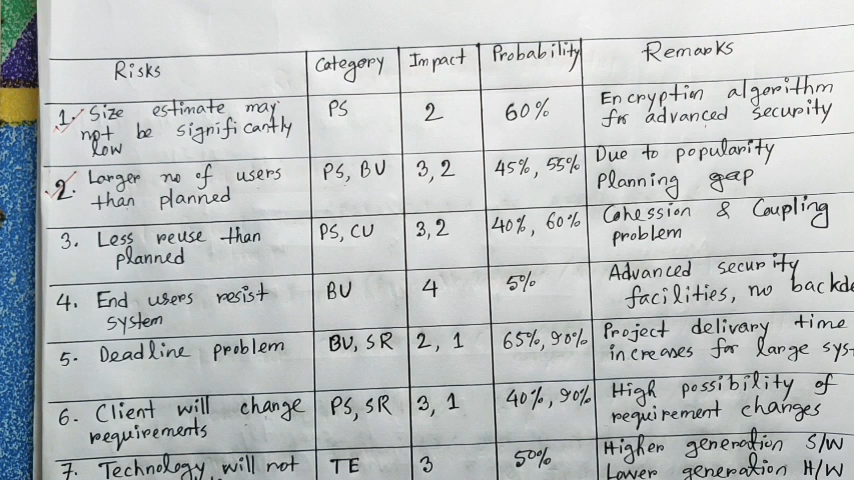 Risks Category Impact Probability Remarks
1. Size estimate may PS 2 60% Encryption algorithm
not be significantly for advanced security
low
2. Larger no of users PS, BU 3,2 45%, 55% Due to popularity
than planned Planning gap
3. Less reuse than PS, CU 3,2 40%, 60% Cohession & Coupling
planned problem
4. End users resist BU 4 5% Advanced security
system facilities, no backdo
5. Deadline problem BU, SR 2, 1 65%, 90% Project delivary time
increases for large sys
6. Client will change PS, SR 3, 1 40%, 90% High possibility of
requirements requirement changes
7. Technology will not TE 3 50% Higher generation S/W
Lower generation H/W